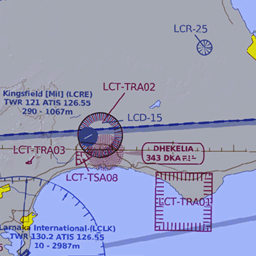 LCR-25
LCT-TRA02
Kingsfield [Mil] (LCRE)
TWR 121 ATIS 126.55
290 - 1067m
LCD-15
LCT-TRA03
DHEKELIA
343 DKA
LCT-TSA08
LCT-TRA01
Larnaka International (LCLK)
TWR 130.2 ATIS 126.55
10 - 2987m